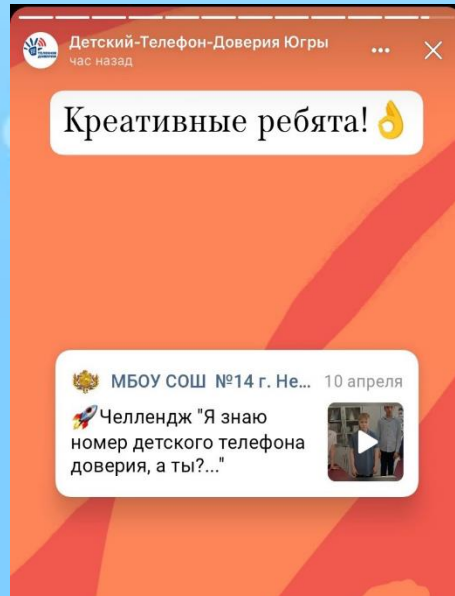 Детский-Телефон-Доверия Югры
час назад
Креативные ребята!👌
МБОУ СОШ №14 г. Не... 10 апреля
🚀Челлендж "Я знаю
номер детского телефона
доверия, а ты?..."